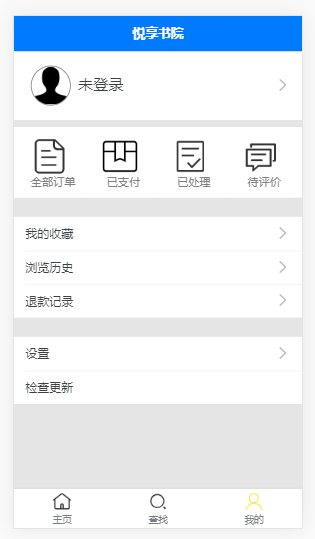 悦享书院
未登录
全部订单 已支付 已处理 待评价
我的收藏
浏览历史
退款记录
设置
检查更新
主页 查找 我的